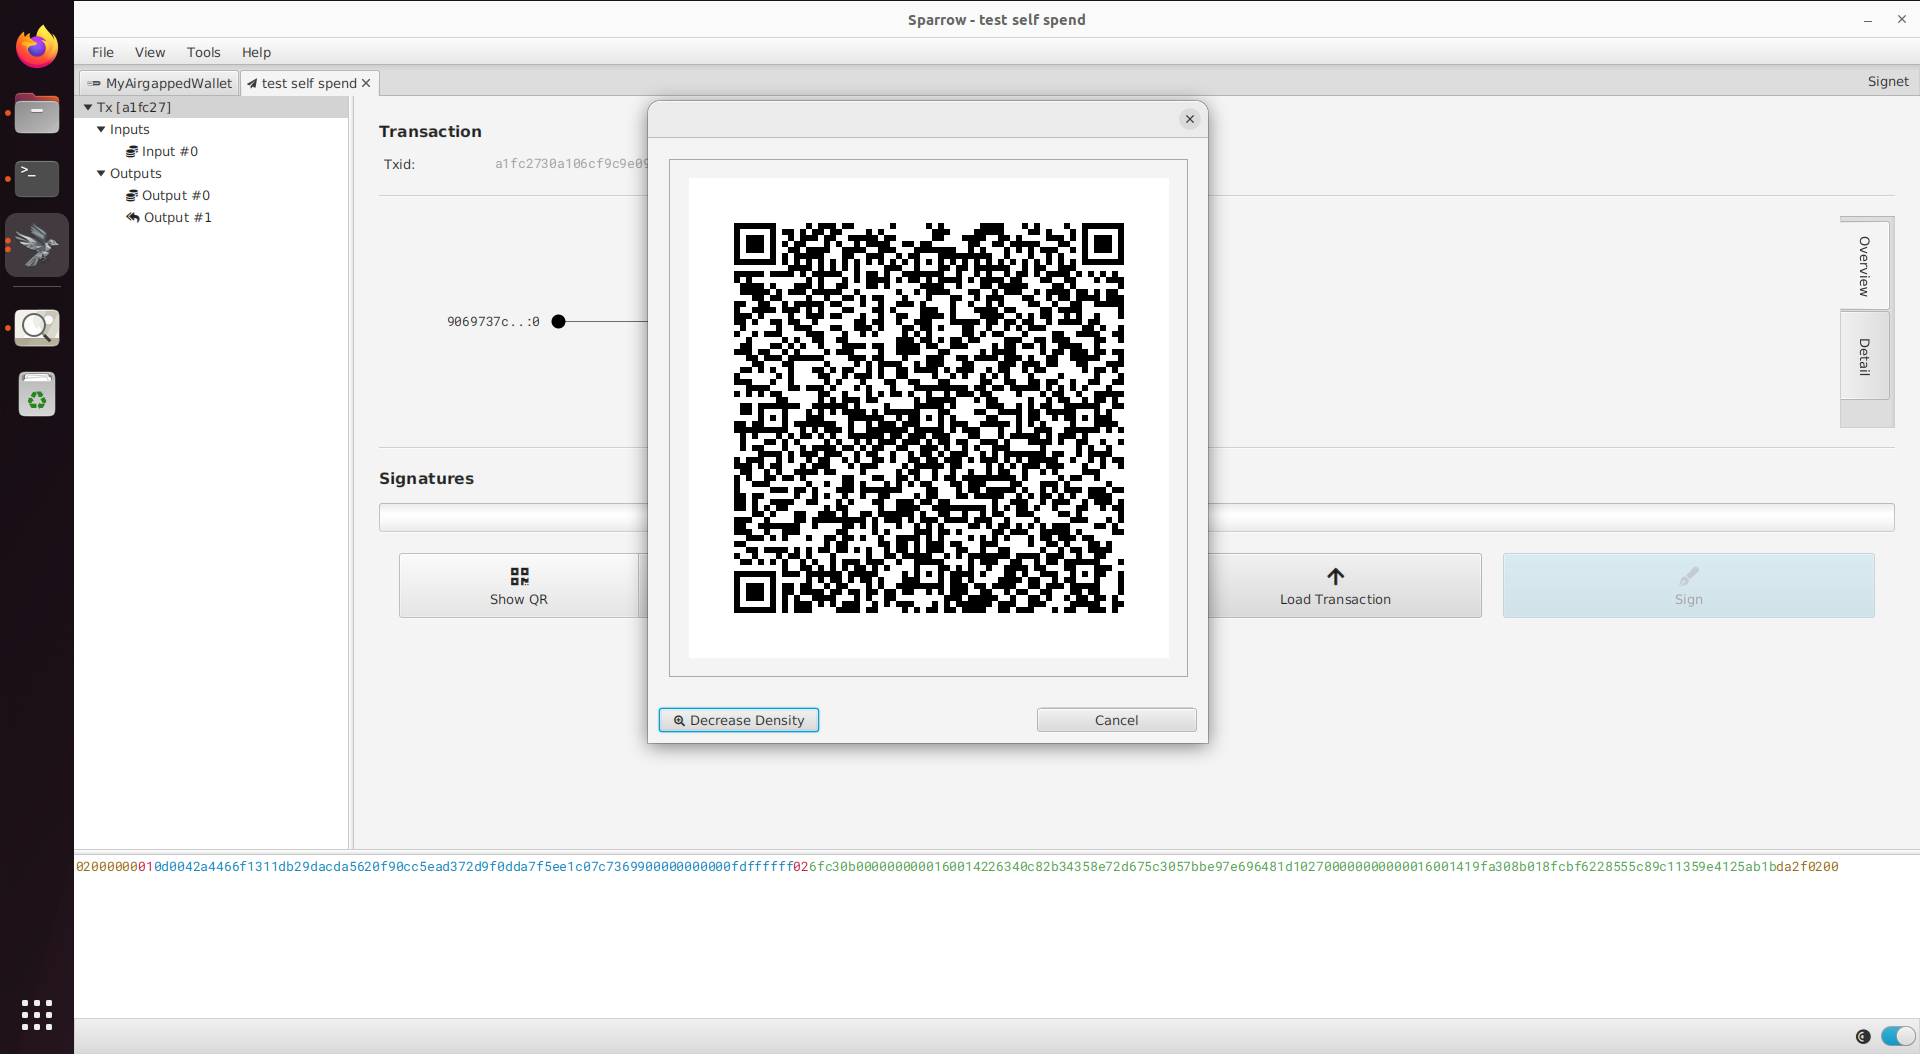 Sparrow - test self spend
File View Tools Help
MyAirgappedWallet test self spend
Signet
Tx [a1fc27]
Inputs
Input #0
Outputs
Output #0
Output #1
Transaction
Txid: a1fc2730a106cf9c9e09
9069737c..:0
Overview
Detail
Signatures
Show QR
Load Transaction
Sign
Decrease Density
Cancel
02000000010d0042a4466f1311db29dacda5620f90cc5ead372d9f0dda7f5ee1c07c7369900000000000fdffffff026fc30b0000000000160014226340c82b34358e72d675c3057bbe97e696481d102700000000000016001419fa308b018fcbf6228555c89c11359e4125ab1bda2f0200